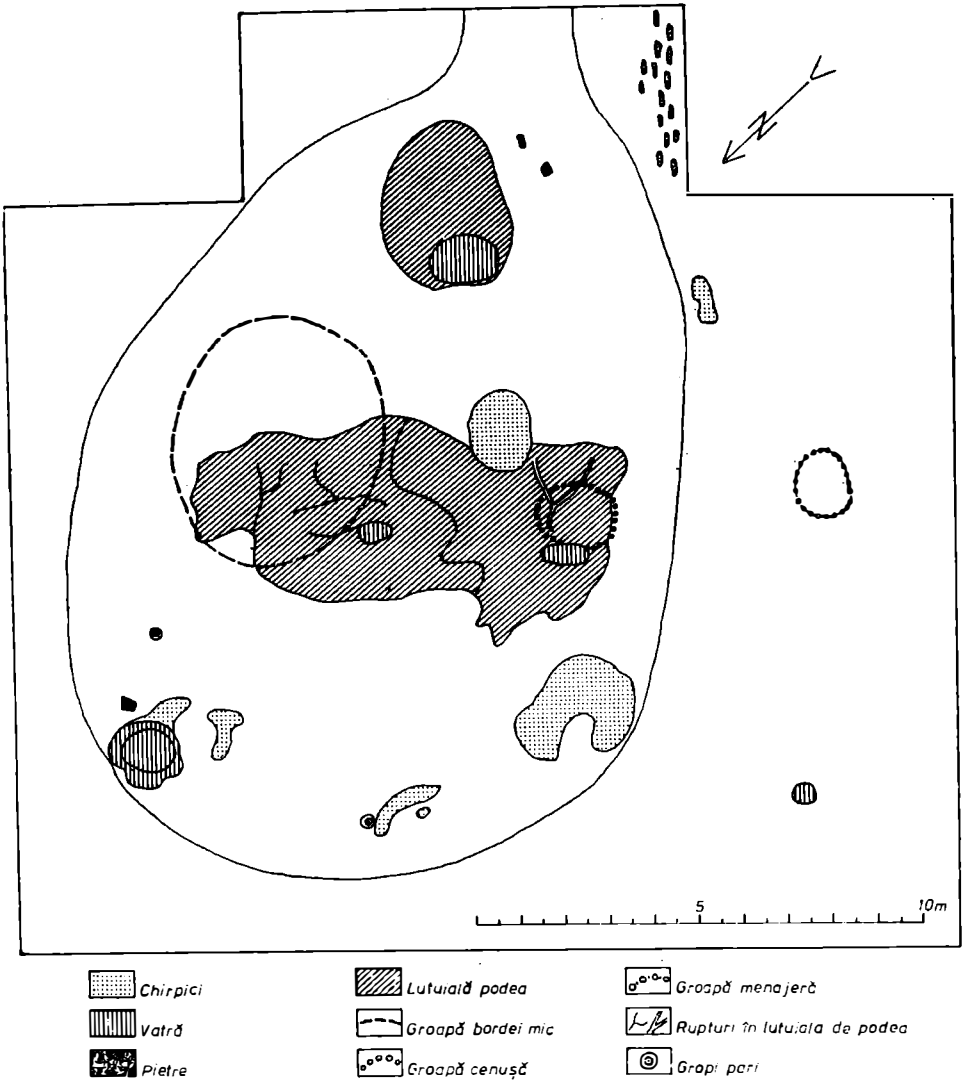 N
5
10m
Chirpici
Lutuială podea
Groapă menajeră
Vatră
Groapă bordei mic
Rupturi în lutuiala de podea
Pietre
Groapă cenușă
Gropi pari